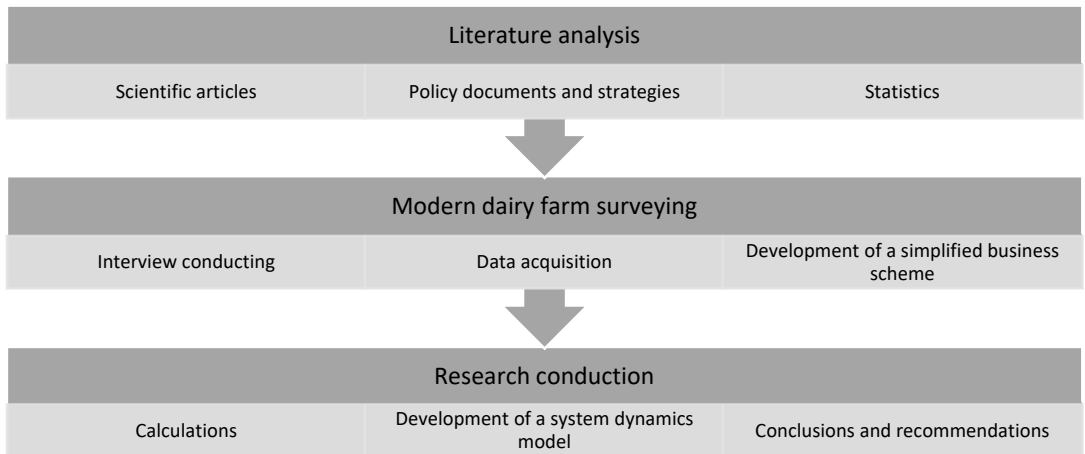 Literature analysis
Scientific articles
Policy documents and strategies
Statistics
Modern dairy farm surveying
Interview conducting
Data acquisition
Development of a simplified business
scheme
Research conduction
Calculations
Development of a system dynamics
model
Conclusions and recommendations